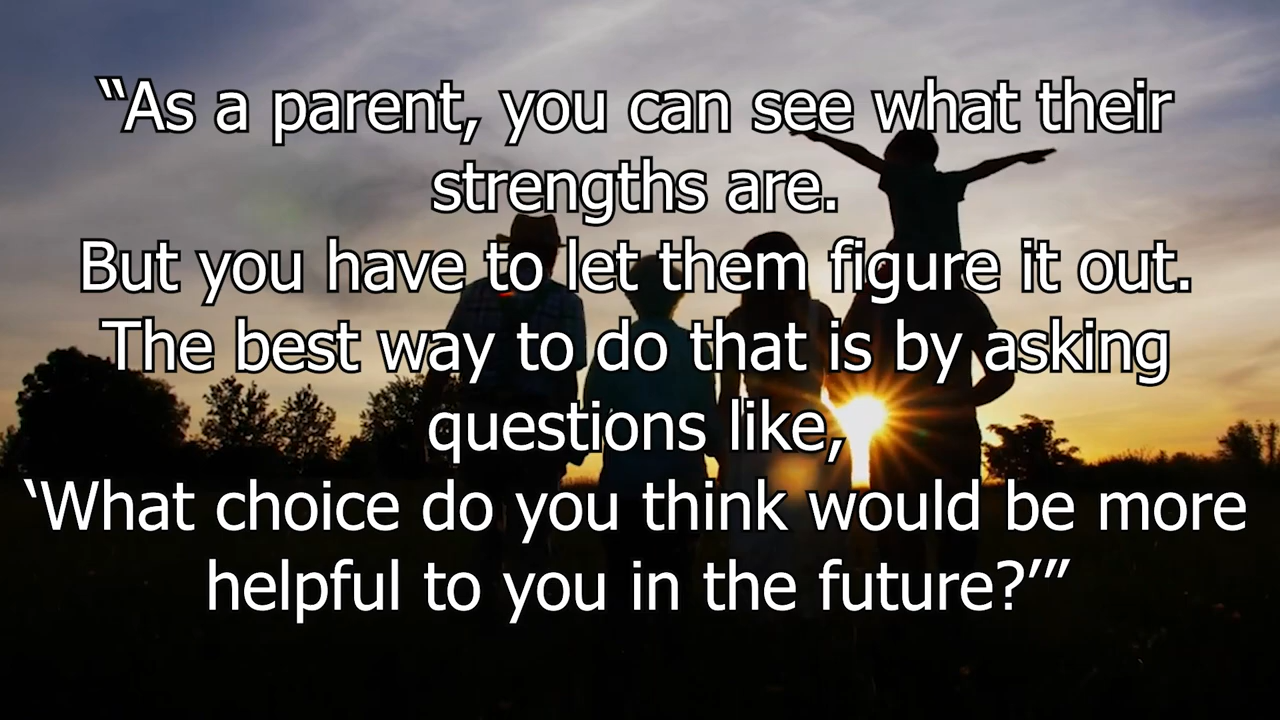 “As a parent, you can see what their
strengths are.
But you have to let them figure it out.
The best way to do that is by asking
questions like,
‘What choice do you think would be more
helpful to you in the future?’”